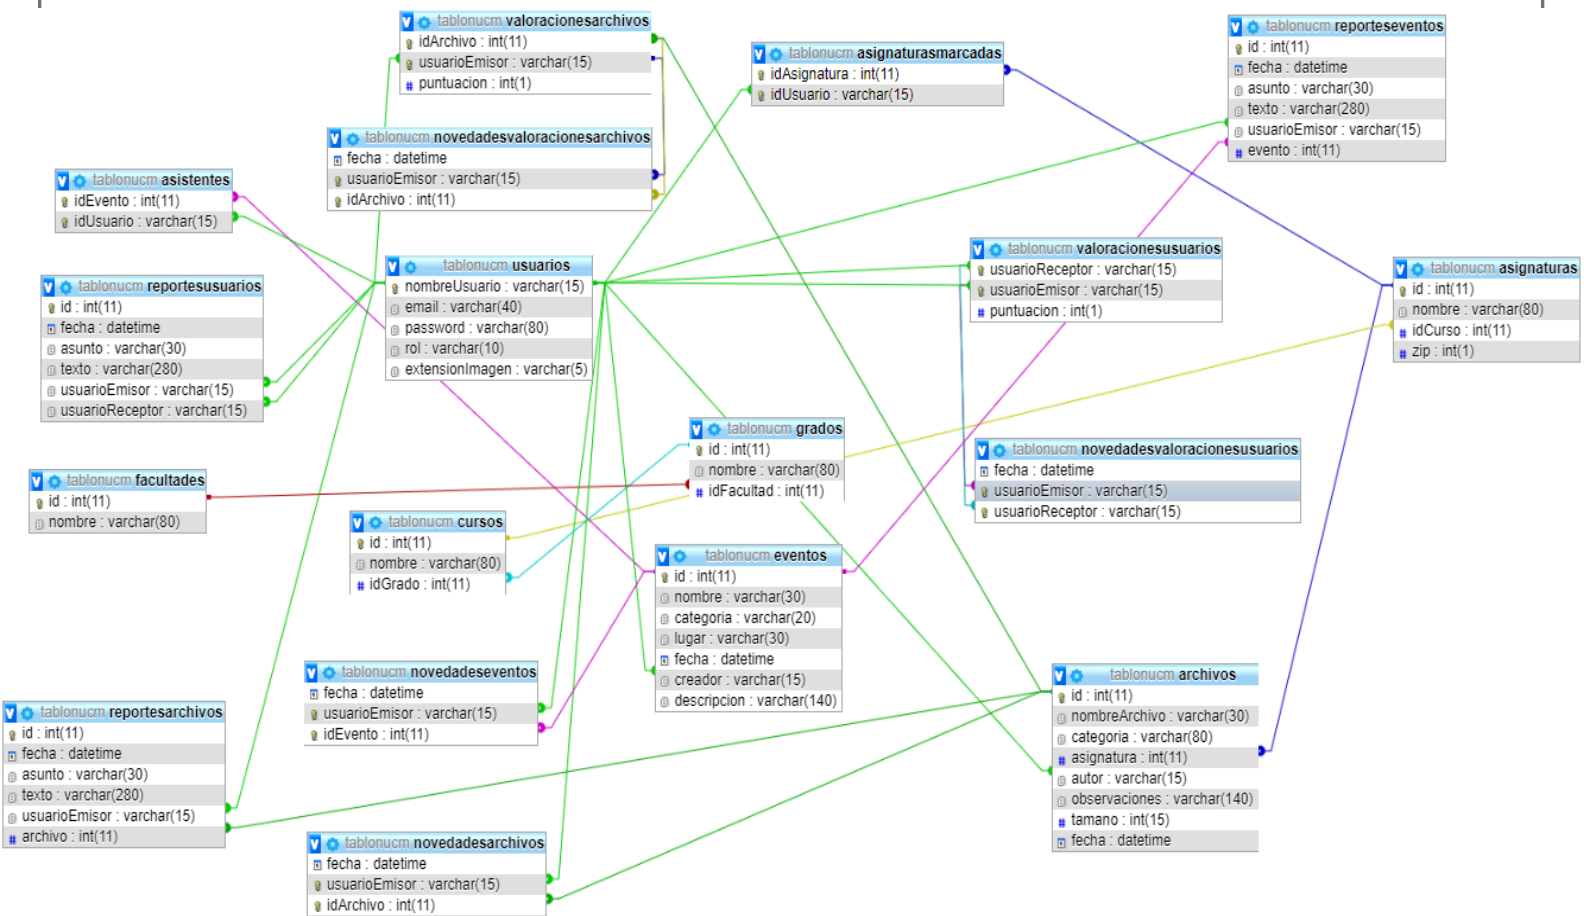 tablonucm valoracionesarchivos
idArchivo : int(11)
usuarioEmisor : varchar(15)
puntuacion : int(1)
tablonucm asignaturasmarcadas
idAsignatura : int(11)
idUsuario : varchar(15)
tablonucm reporteseventos
id : int(11)
fecha : datetime
asunto : varchar(30)
texto : varchar(280)
usuarioEmisor : varchar(15)
evento : int(11)
tablonucm novedadesvaloracionesarchivos
fecha : datetime
usuarioEmisor : varchar(15)
idArchivo : int(11)
tablonucm asistentes
idEvento : int(11)
idUsuario : varchar(15)
tablonucm usuarios
nombreUsuario : varchar(15)
email : varchar(40)
password : varchar(80)
rol : varchar(10)
extensionImagen : varchar(5)
tablonucm valoracionesusuarios
usuarioReceptor : varchar(15)
usuarioEmisor : varchar(15)
puntuacion : int(1)
tablonucm asignaturas
id : int(11)
nombre : varchar(80)
idCurso : int(11)
zip : int(1)
tablonucm reportesusuarios
id : int(11)
fecha : datetime
asunto : varchar(30)
texto : varchar(280)
usuarioEmisor : varchar(15)
usuarioReceptor : varchar(15)
tablonucm grados
id : int(11)
nombre : varchar(80)
idFacultad : int(11)
tablonucm novedadesvaloracionesusuarios
fecha : datetime
usuarioEmisor : varchar(15)
usuarioReceptor : varchar(15)
tablonucm facultades
id : int(11)
nombre : varchar(80)
tablonucm cursos
id : int(11)
nombre : varchar(80)
idGrado : int(11)
tablonucm eventos
id : int(11)
nombre : varchar(30)
categoria : varchar(20)
lugar : varchar(30)
fecha : datetime
creador : varchar(15)
descripcion : varchar(140)
tablonucm novedadeseventos
fecha : datetime
usuarioEmisor : varchar(15)
idEvento : int(11)
tablonucm archivos
id : int(11)
nombreArchivo : varchar(30)
categoria : varchar(80)
asignatura : int(11)
autor : varchar(15)
observaciones : varchar(140)
tamano : int(15)
fecha : datetime
tablonucm reportesarchivos
id : int(11)
fecha : datetime
asunto : varchar(30)
texto : varchar(280)
usuarioEmisor : varchar(15)
archivo : int(11)
tablonucm novedadesarchivos
fecha : datetime
usuarioEmisor : varchar(15)
idArchivo : int(11)